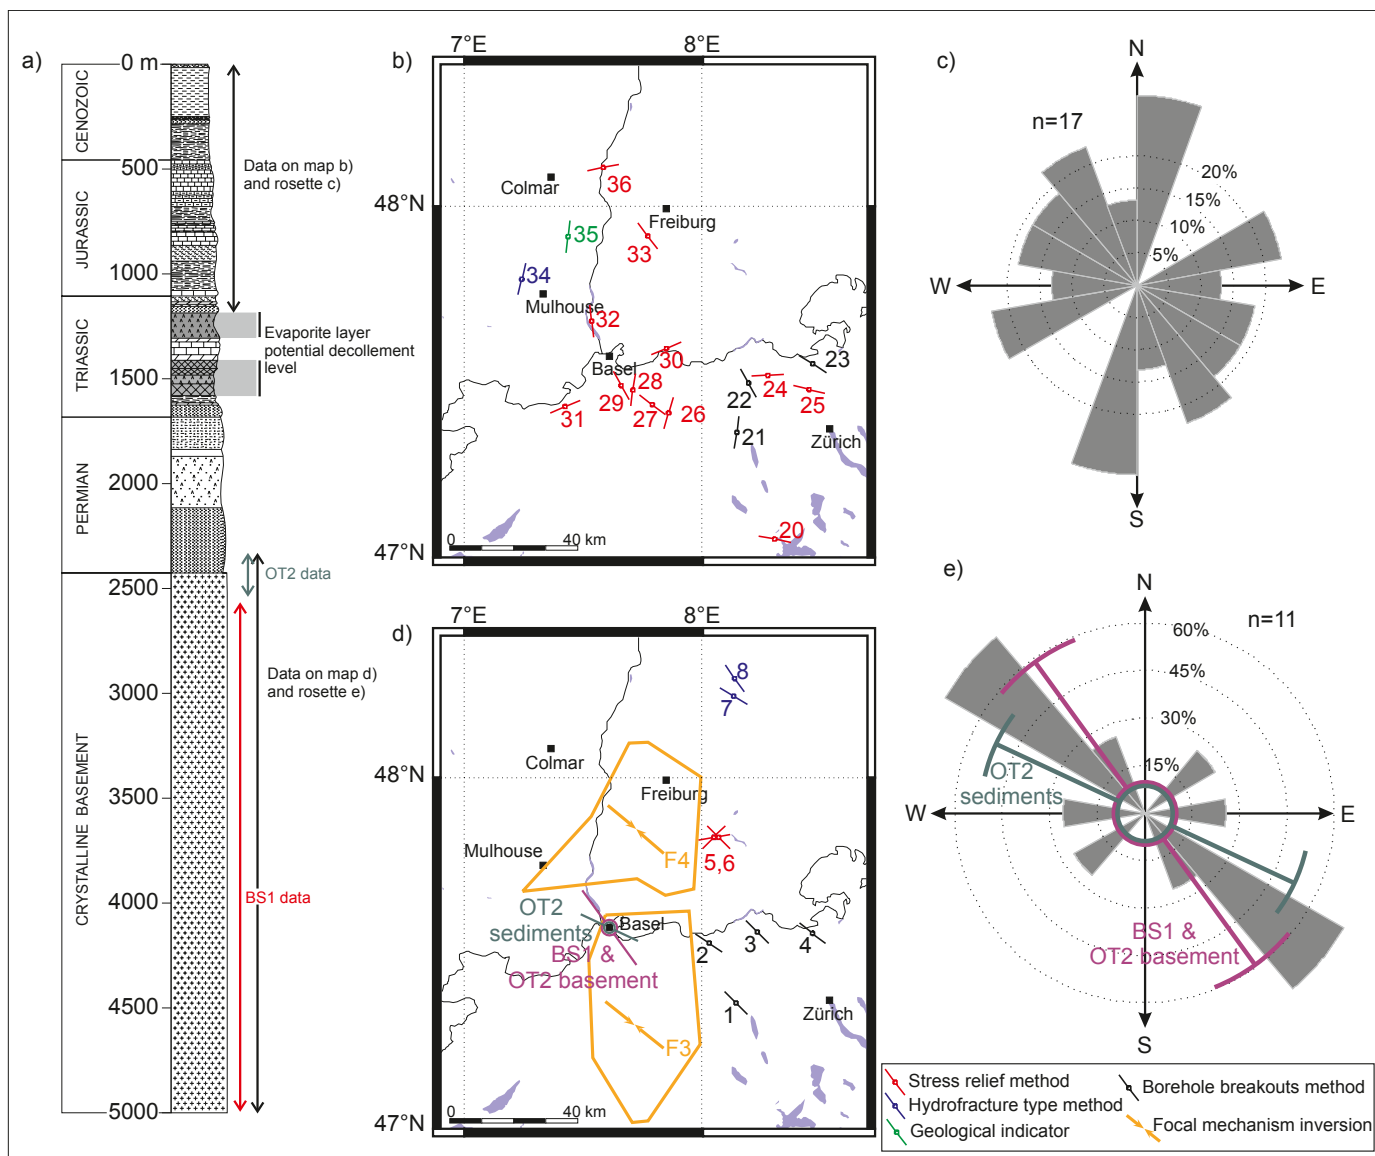 a)
0 m
500
1000
1500
2000
2500
3000
3500
4000
4500
5000
CENOZOIC
JURASSIC
TRIASSIC
PERMIAN
CRYSTALLINE BASEMENT
Data on map b)
and rosette c)
Evaporite layer
potential decollement
level
OT2 data
Data on map d)
and rosette e)
BS1 data
b)
7°E
8°E
48°N
47°N
Colmar
Freiburg
Mulhouse
Basel
Zürich
36
35
34
33
32
30
23
28
24
29
22
25
31
27
26
21
20
0
40 km
c)
n=17
N
20%
15%
10%
5%
W
E
S
d)
7°E
8°E
48°N
47°N
8
7
Colmar
Freiburg
Mulhouse
F4
5,6
OT2
sediments
Basel
BS1 &
OT2 basement
2
3
4
1
Zürich
F3
0
40 km
e)
N
n=11
60%
45%
30%
15%
OT2
sediments
W
E
BS1 &
OT2 basement
S
Stress relief method
Hydrofracture type method
Geological indicator
Borehole breakouts method
Focal mechanism inversion